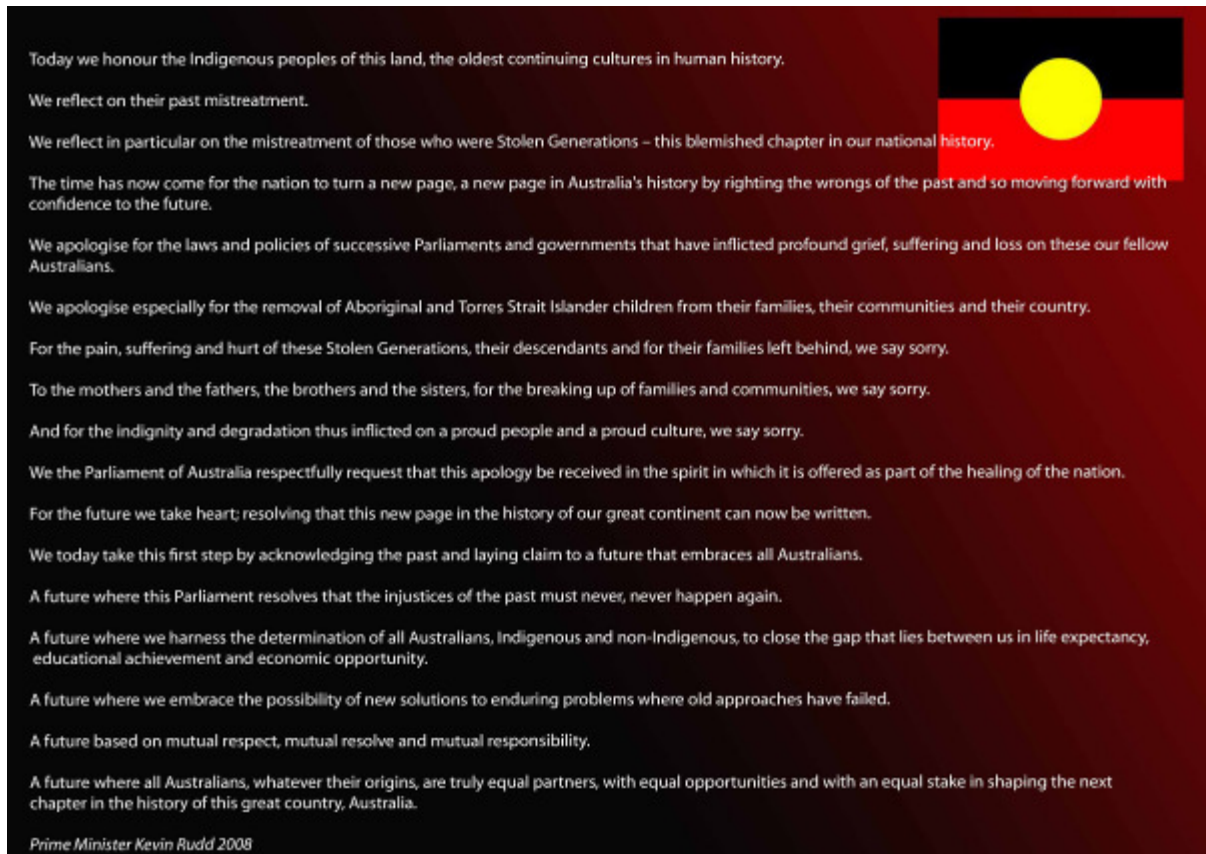 Today we honour the Indigenous peoples of this land, the oldest continuing cultures in human history.
We reflect on their past mistreatment.
We reflect in particular on the mistreatment of those who were Stolen Generations – this blemished chapter in our national history.
The time has now come for the nation to turn a new page, a new page in Australia's history by righting the wrongs of the past and so moving forward with
confidence to the future.
We apologise for the laws and policies of successive Parliaments and governments that have inflicted profound grief, suffering and loss on these our fellow
Australians.
We apologise especially for the removal of Aboriginal and Torres Strait Islander children from their families, their communities and their country.
For the pain, suffering and hurt of these Stolen Generations, their descendants and for their families left behind, we say sorry.
To the mothers and the fathers, the brothers and the sisters, for the breaking up of families and communities, we say sorry.
And for the indignity and degradation thus inflicted on a proud people and a proud culture, we say sorry.
We the Parliament of Australia respectfully request that this apology be received in the spirit in which it is offered as part of the healing of the nation.
For the future we take heart; resolving that this new page in the history of our great continent can now be written.
We today take this first step by acknowledging the past and laying claim to a future that embraces all Australians.
A future where this Parliament resolves that the injustices of the past must never, never happen again.
A future where we harness the determination of all Australians, Indigenous and non-Indigenous, to close the gap that lies between us in life expectancy,
educational achievement and economic opportunity.
A future where we embrace the possibility of new solutions to enduring problems where old approaches have failed.
A future based on mutual respect, mutual resolve and mutual responsibility.
A future where all Australians, whatever their origins, are truly equal partners, with equal opportunities and with an equal stake in shaping the next
chapter in the history of this great country, Australia.
Prime Minister Kevin Rudd 2008